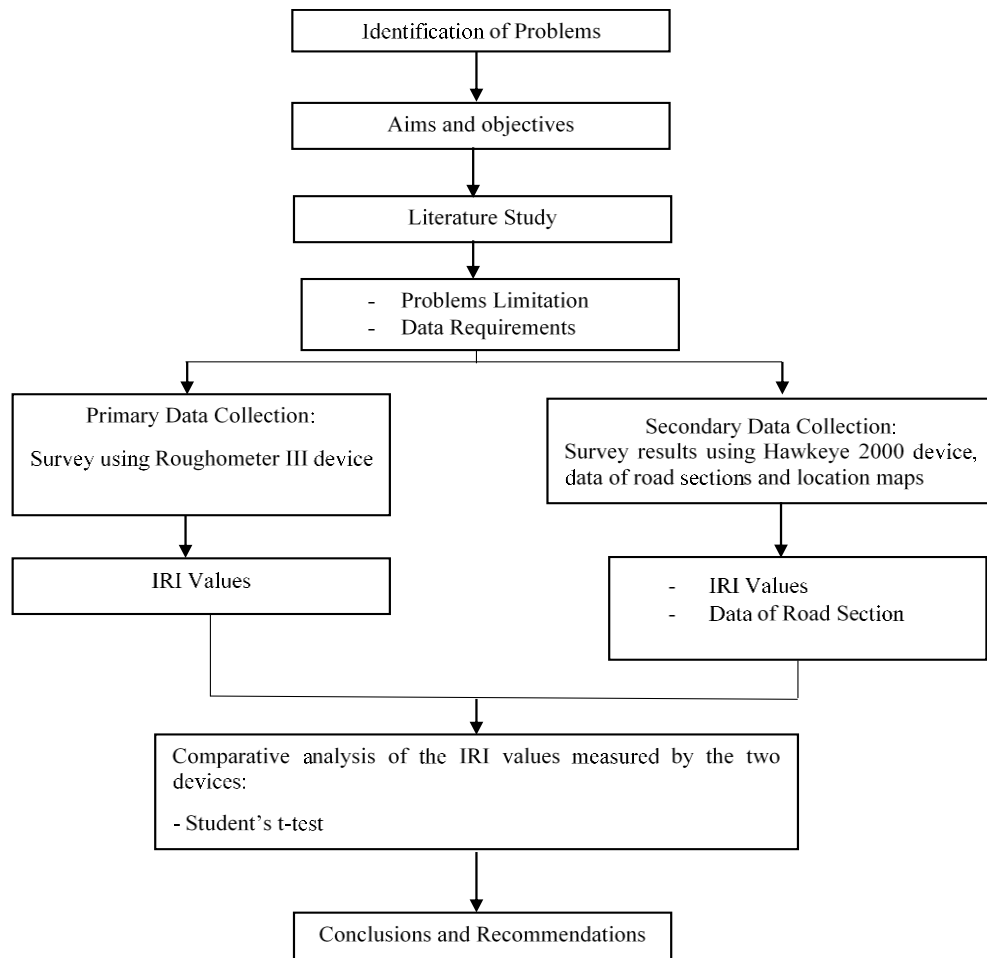 Identification of Problems
Aims and objectives
Literature Study
- Problems Limitation
- Data Requirements
Primary Data Collection:
Survey using Roughometer III device
Secondary Data Collection:
Survey results using Hawkeye 2000 device,
data of road sections and location maps
IRI Values
- IRI Values
- Data of Road Section
Comparative analysis of the IRI values measured by the two
devices:
- Student’s t-test
Conclusions and Recommendations